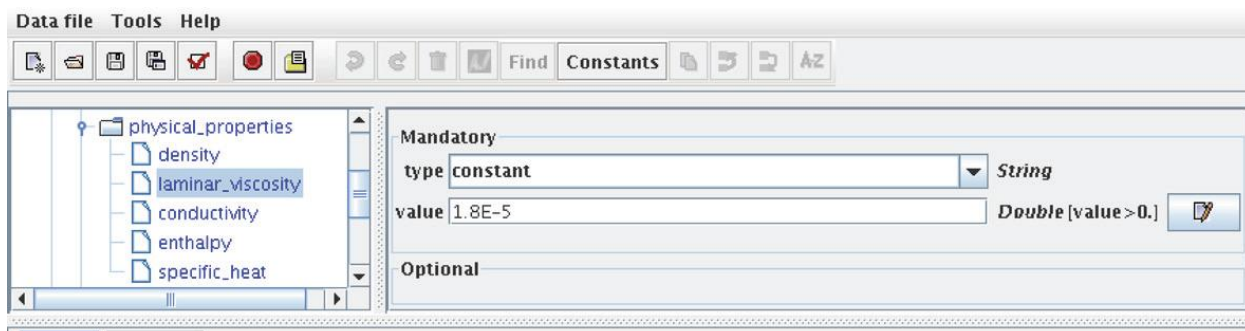 Data file Tools Help
Find Constants A-Z
physical_properties
density
laminar_viscosity
conductivity
enthalpy
specific_heat
Mandatory
type constant String
value 1.8E-5 Double [value>0.]
Optional